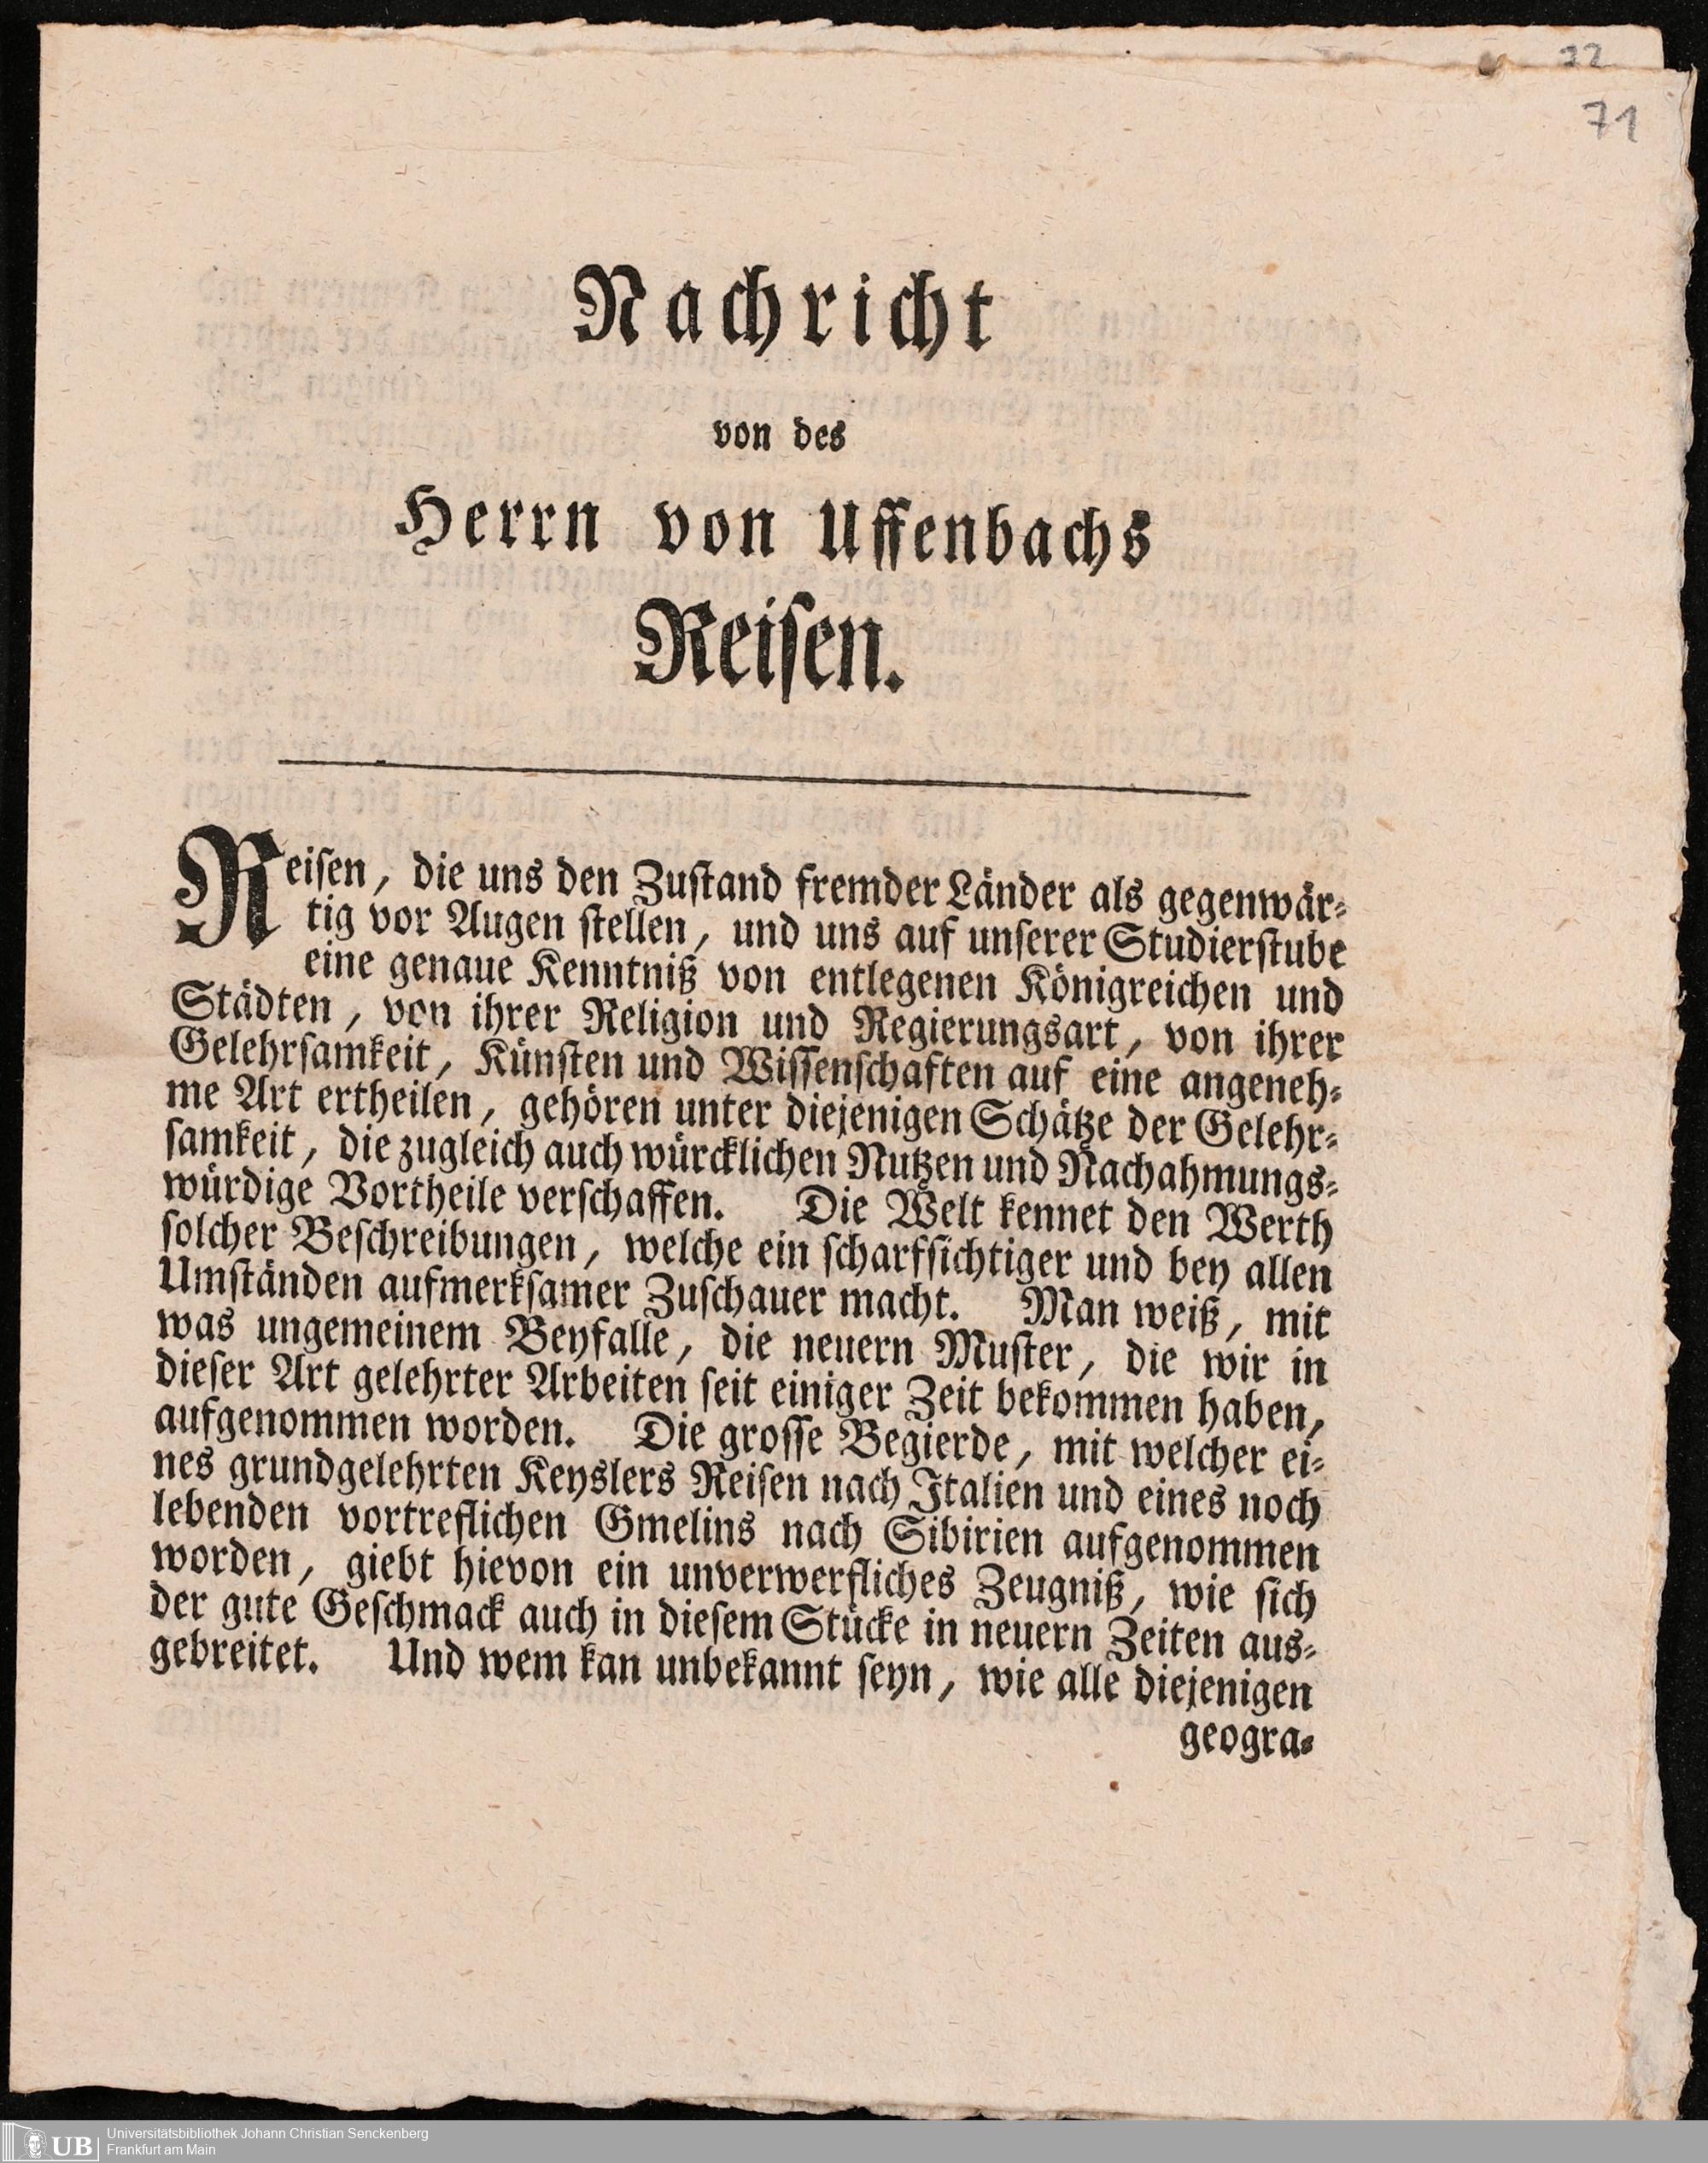 72
71
Nachricht
von des
Herrn von Uffenbachs
Reisen.
Reisen, die uns den Zustand fremder Länder als gegenwär⸗
tig vor Augen stellen, und uns auf unserer Studierstube
eine genaue Kenntniß von entlegenen Königreichen und
Städten, von ihrer Religion und Regierungsart, von ihrer
Gelehrsamkeit, Künsten und Wissenschaften auf eine angeneh⸗
me Art ertheilen, gehören unter diejenigen Schätze der Gelehr⸗
samkeit, die zugleich auch würcklichen Nutzen und Nachahmungs⸗
würdige Vortheile verschaffen. Die Welt kennet den Werth
solcher Beschreibungen, welche ein scharfsichtiger und bey allen
Umständen aufmerksamer Zuschauer macht. Man weiß, mit
was ungemeinem Beyfalle, die neuern Muster, die wir in
dieser Art gelehrter Arbeiten seit einiger Zeit bekommen haben,
aufgenommen worden. Die grosse Begierde, mit welcher ei⸗
nes grundgelehrten Keyslers Reisen nach Italien und eines noch
lebenden vortreflichen Gmelins nach Sibirien aufgenommen
worden, giebt hievon ein unverwerfliches Zeugniß, wie sich
der gute Geschmack auch in diesem Stücke in neuern Zeiten aus⸗
gebreitet. Und wem kan unbekannt seyn, wie alle diejenigen
geogra⸗
UB
Universitätsbibliothek Johann Christian Senckenberg
Frankfurt am Main